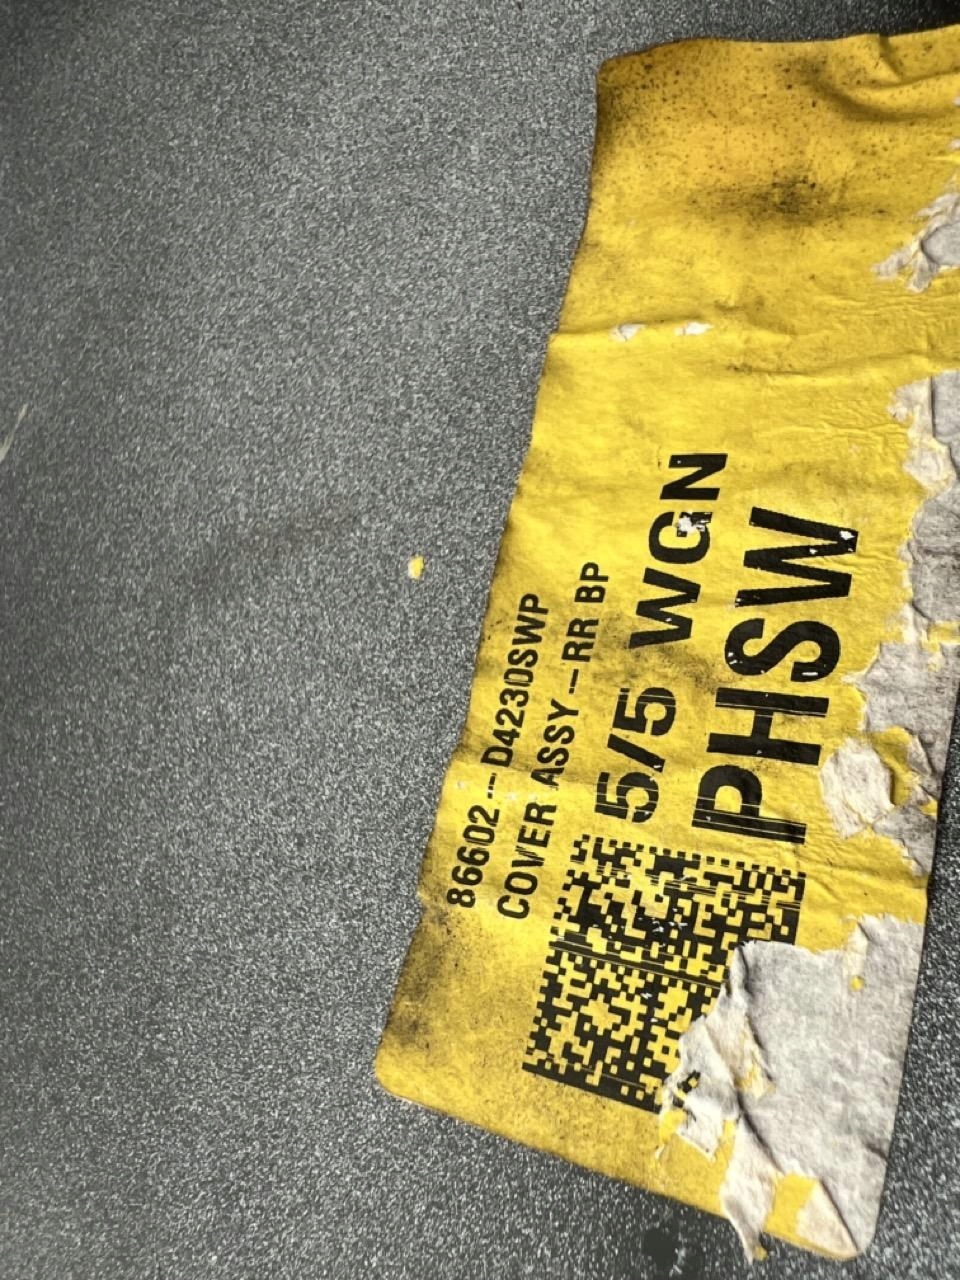 86602 -- D4230SWP
COVER ASSY -- RR BP
5/5 WGN
PHSW